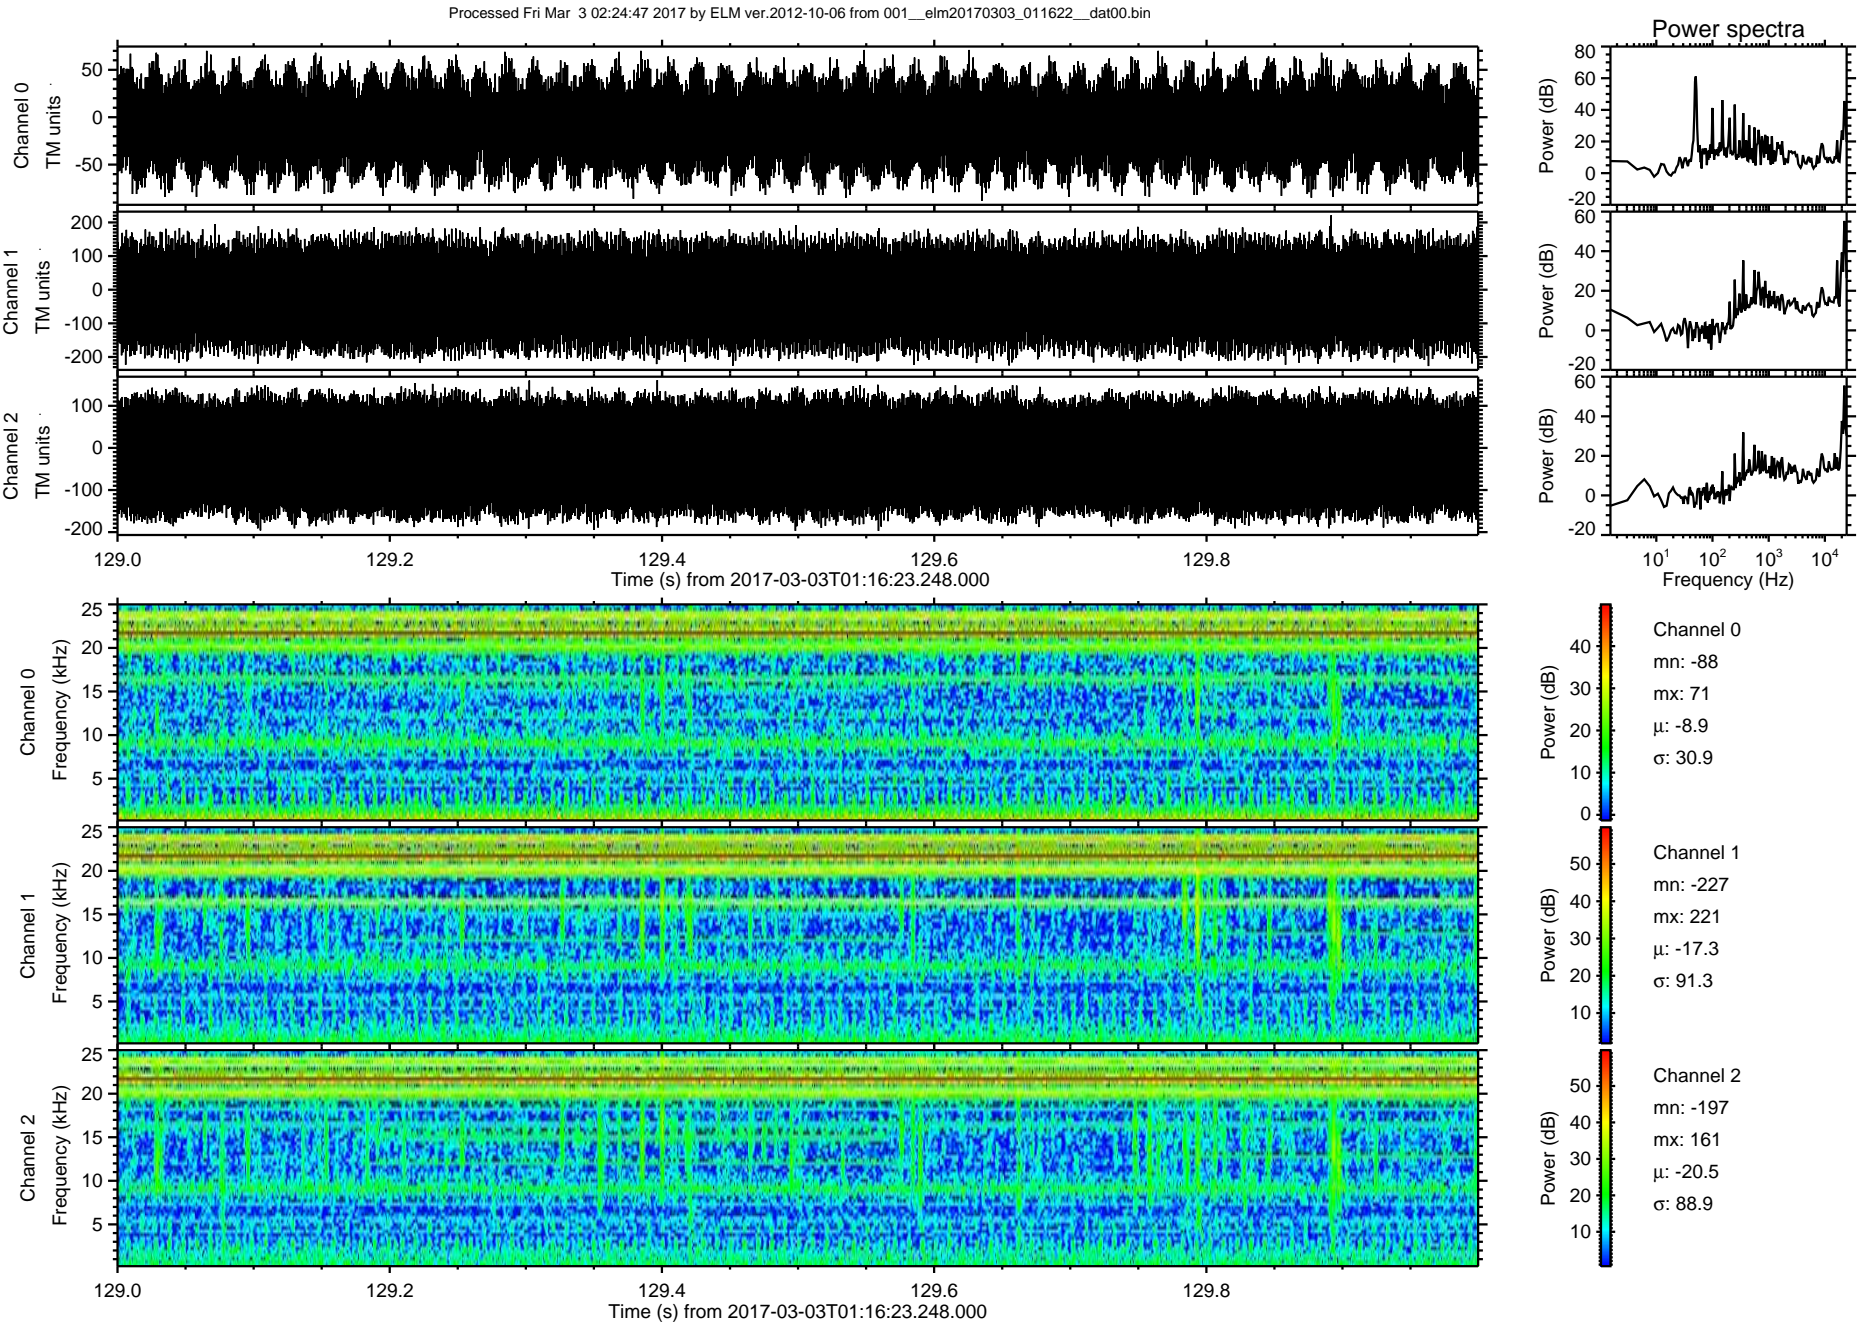 Processed Fri Mar  3 02:24:47 2017 by ELM ver.2012-10-06 from 001__elm20170303_011622__dat00.bin
Power spectra
Channel 0
TM units
50
0
-50
Power (dB)
80
60
40
20
0
-20
Channel 1
TM units
200
100
0
-100
-200
Power (dB)
60
40
20
0
-20
Channel 2
TM units
100
0
-100
-200
Power (dB)
60
40
20
0
-20
129.0 129.2 129.4 129.6 129.8
Time (s) from 2017-03-03T01:16:23.248.000
10^1 10^2 10^3 10^4
Frequency (Hz)
Channel 0
Frequency (kHz)
25
20
15
10
5
Power (dB)
40
30
20
10
0
Channel 0
mn: -88
mx: 71
μ: -8.9
σ: 30.9
Channel 1
Frequency (kHz)
25
20
15
10
5
Power (dB)
50
40
30
20
10
Channel 1
mn: -227
mx: 221
μ: -17.3
σ: 91.3
Channel 2
Frequency (kHz)
25
20
15
10
5
Power (dB)
50
40
30
20
10
Channel 2
mn: -197
mx: 161
μ: -20.5
σ: 88.9
129.0 129.2 129.4 129.6 129.8
Time (s) from 2017-03-03T01:16:23.248.000